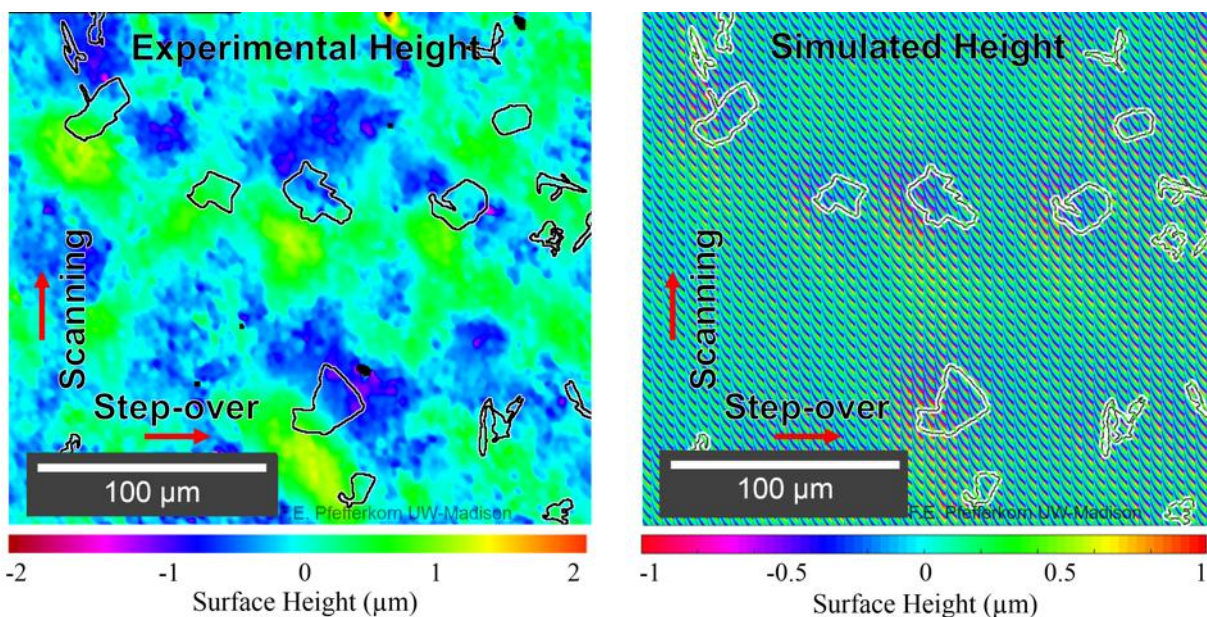 Experimental Height
Scanning
Step-over
100 µm
F.E. Pfefferkorn UW-Madison
-2 -1 0 1 2
Surface Height (µm)
Simulated Height
Scanning
Step-over
100 µm
F.E. Pfefferkorn UW-Madison
-1 -0.5 0 0.5 1
Surface Height (µm)